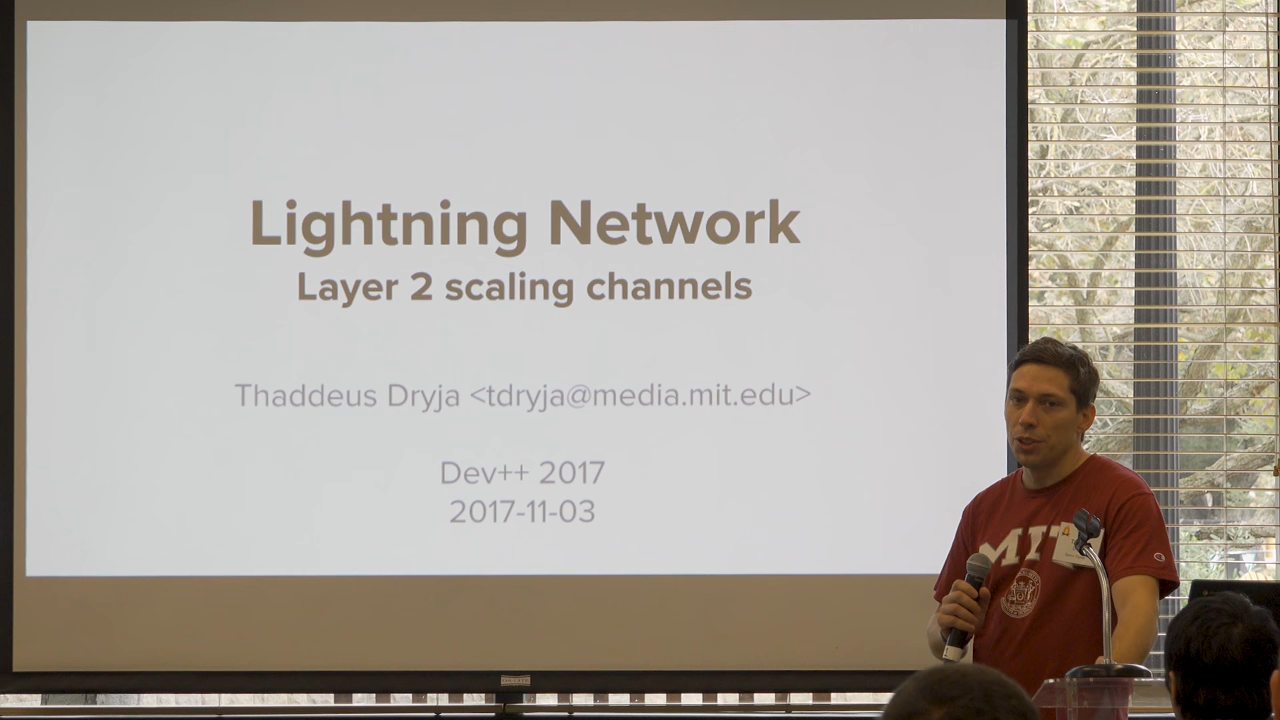 Lightning Network
Layer 2 scaling channels
Thaddeus Dryja <tdryja@media.mit.edu>
Dev++ 2017
2017-11-03
MIT